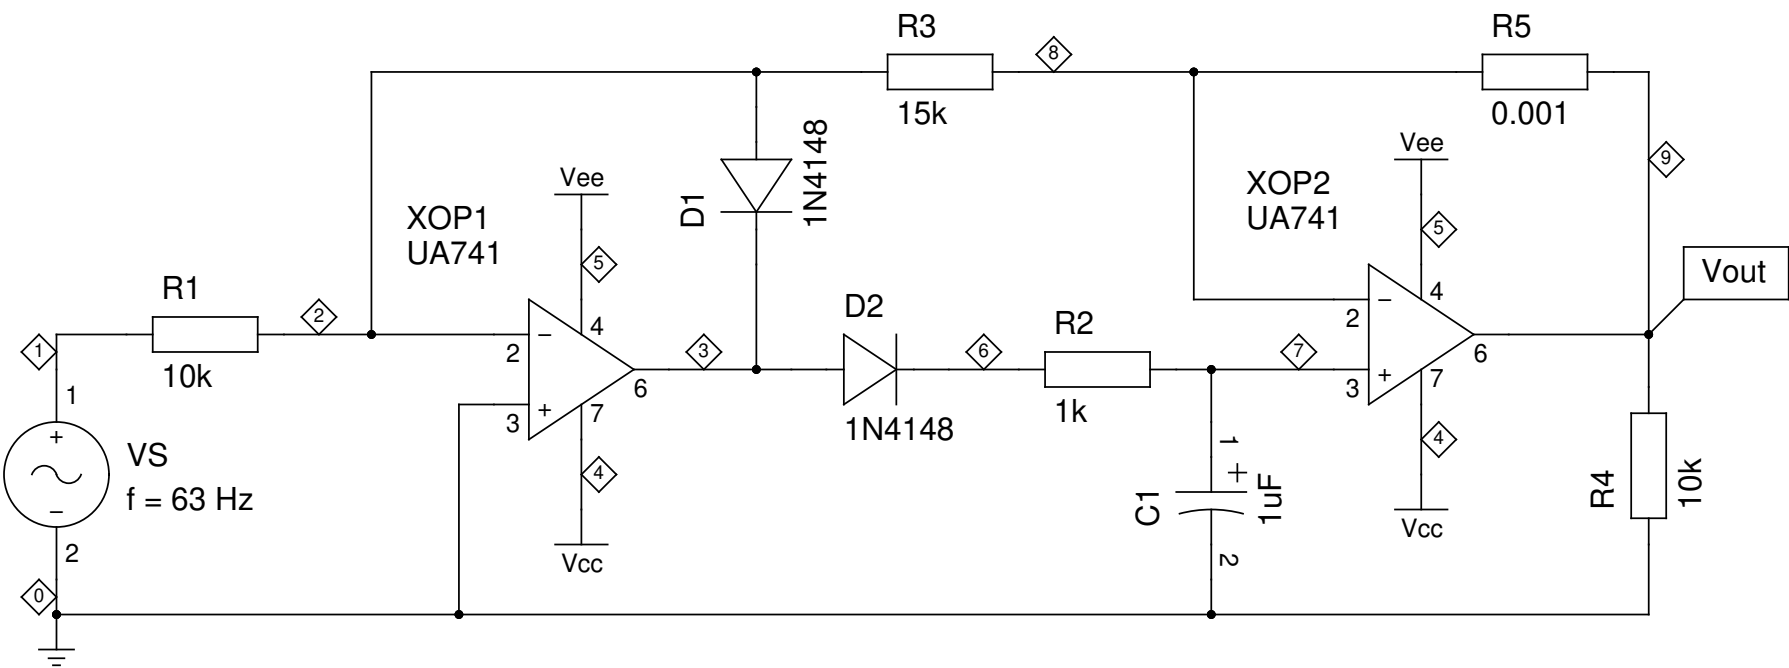 R3
R5
8
15k
0.001
Vee
9
1N4148
Vee
XOP2
UA741
D1
XOP1
UA741
5
5
Vout
R1
2
4
−
2
D2
R2
1
−
4
2
3
6
7
6
10k
6
+
3
7
1
+
3
7
1k
1N4148
4
+
VS
1
+
4
R4
10k
f = 63 Hz
C1
1uF
−
Vcc
2
Vcc
2
0